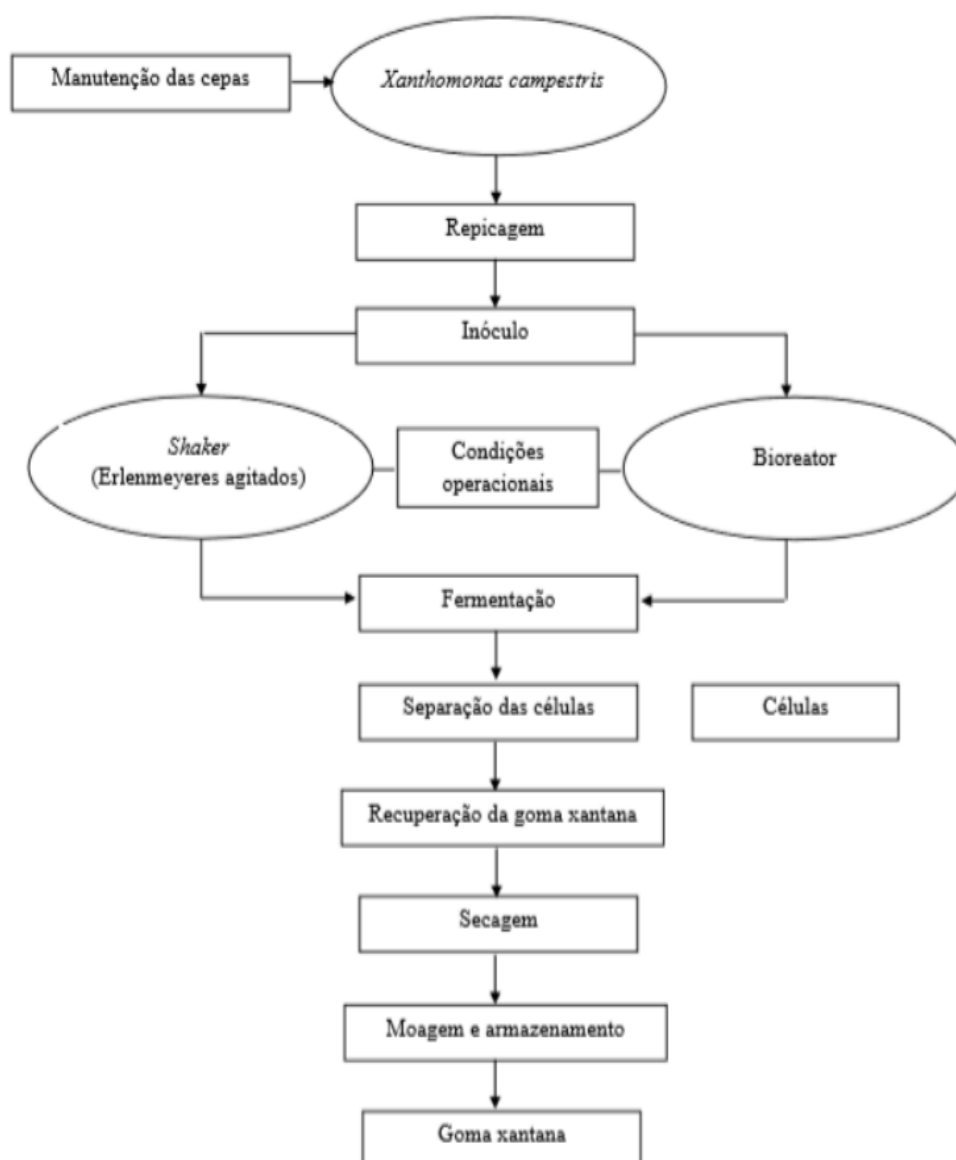 Manutenção das cepas
Xanthomonas campestris
Repicagem
Inóculo
Shaker
(Erlenmeyeres agitados)
Condições
operacionais
Bioreator
Fermentação
Separação das células
Células
Recuperação da goma xantana
Secagem
Moagem e armazenamento
Goma xantana